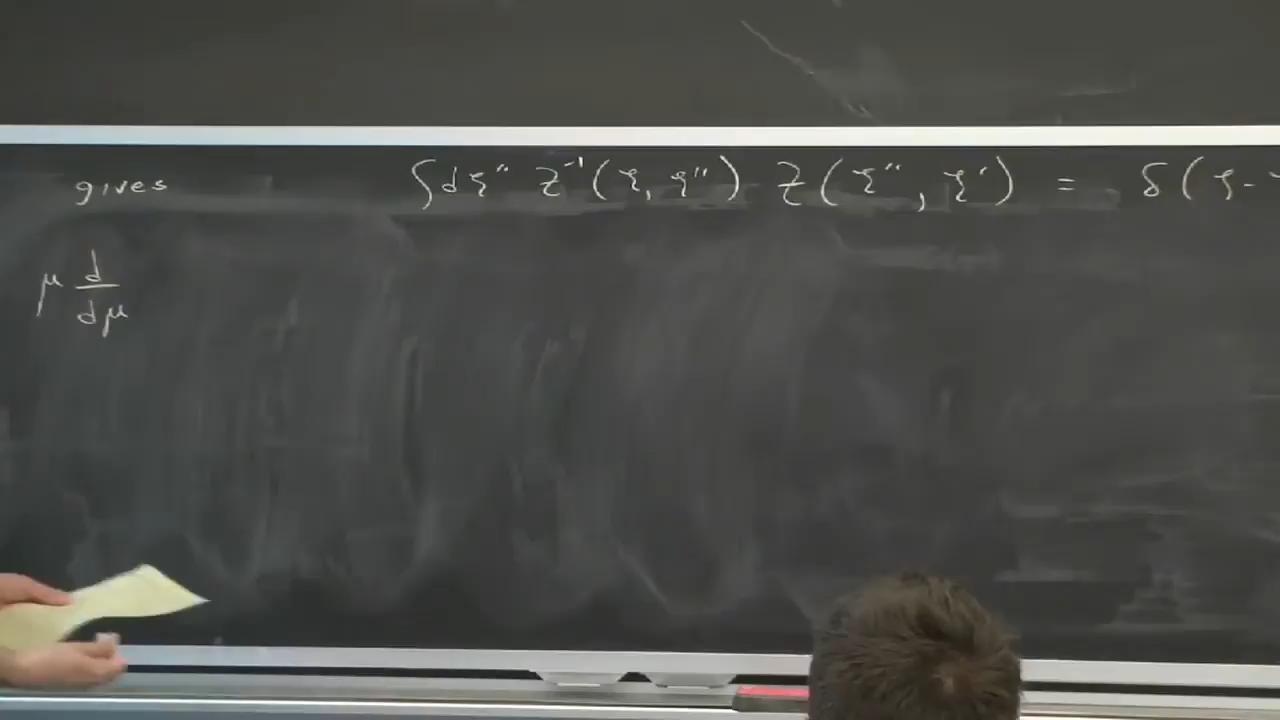 gives ∫dξ″ Z⁻¹(ξ, ξ″) Z(ξ″, ξ′) = δ(ξ-
μ d/dμ